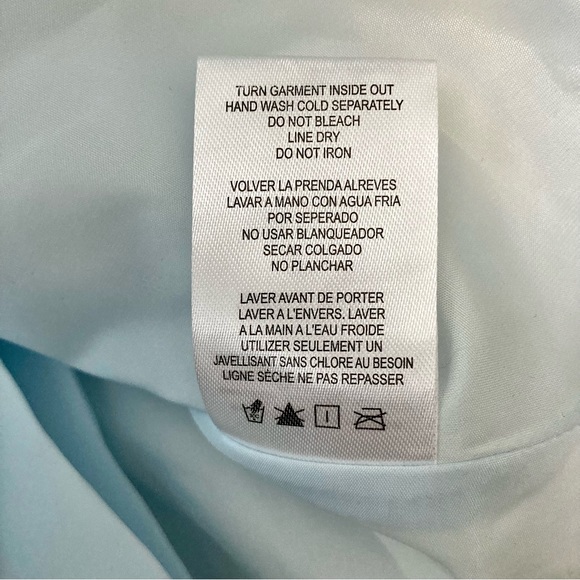 TURN GARMENT INSIDE OUT
HAND WASH COLD SEPARATELY
DO NOT BLEACH
LINE DRY
DO NOT IRON
VOLVER LA PRENDA ALREVES
LAVAR A MANO CON AGUA FRIA
POR SEPERADO
NO USAR BLANQUEADOR
SECAR COLGADO
NO PLANCHAR
LAVER AVANT DE PORTER
LAVER A L'ENVERS. LAVER
A LA MAIN A L'EAU FROIDE
UTILIZER SEULEMENT UN
JAVELLISANT SANS CHLORE AU BESOIN
LIGNE SÈCHE NE PAS REPASSER